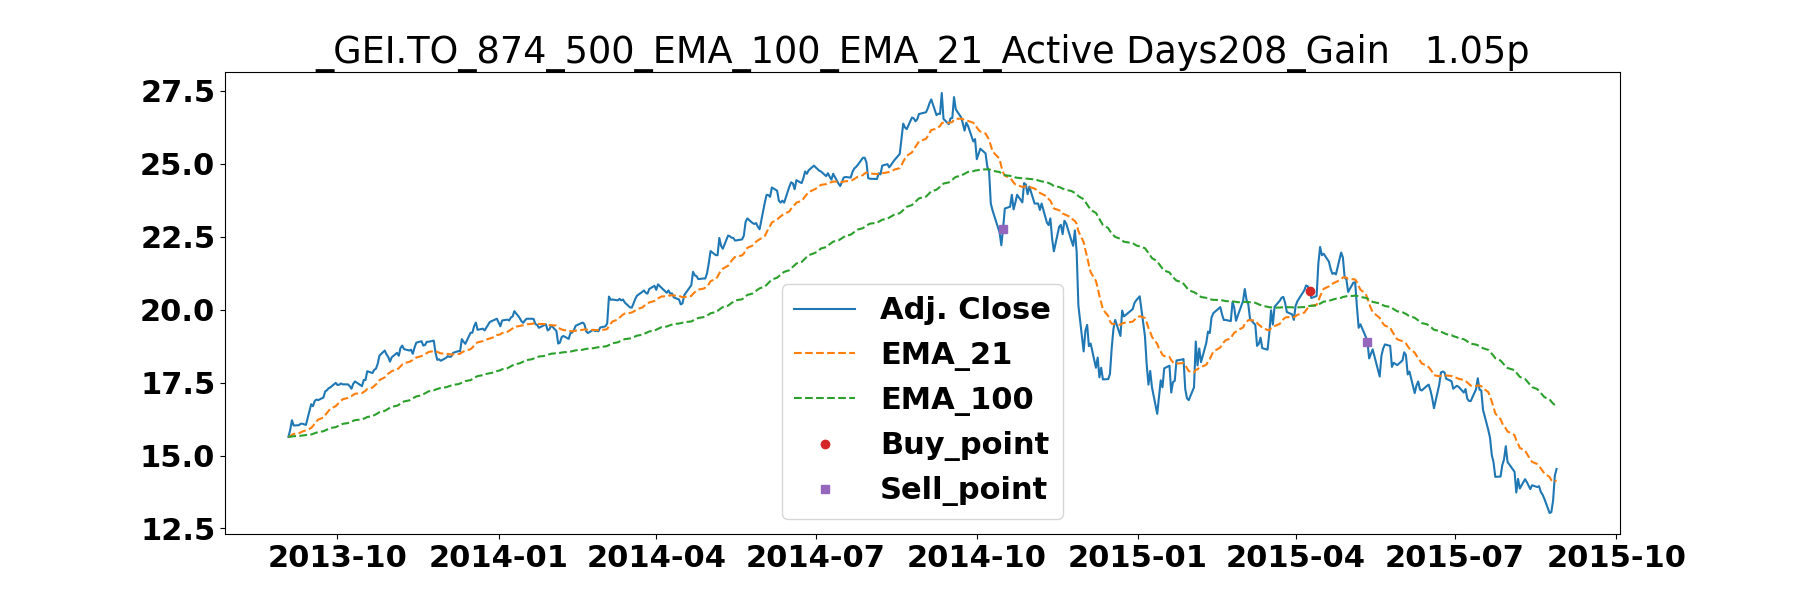 _GEI.TO_874_500_EMA_100_EMA_21_Active Days208_Gain   1.05p
27.5
25.0
22.5
20.0
17.5
15.0
12.5
Adj. Close
EMA_21
EMA_100
Buy_point
Sell_point
2013-10 2014-01 2014-04 2014-07 2014-10 2015-01 2015-04 2015-07 2015-10